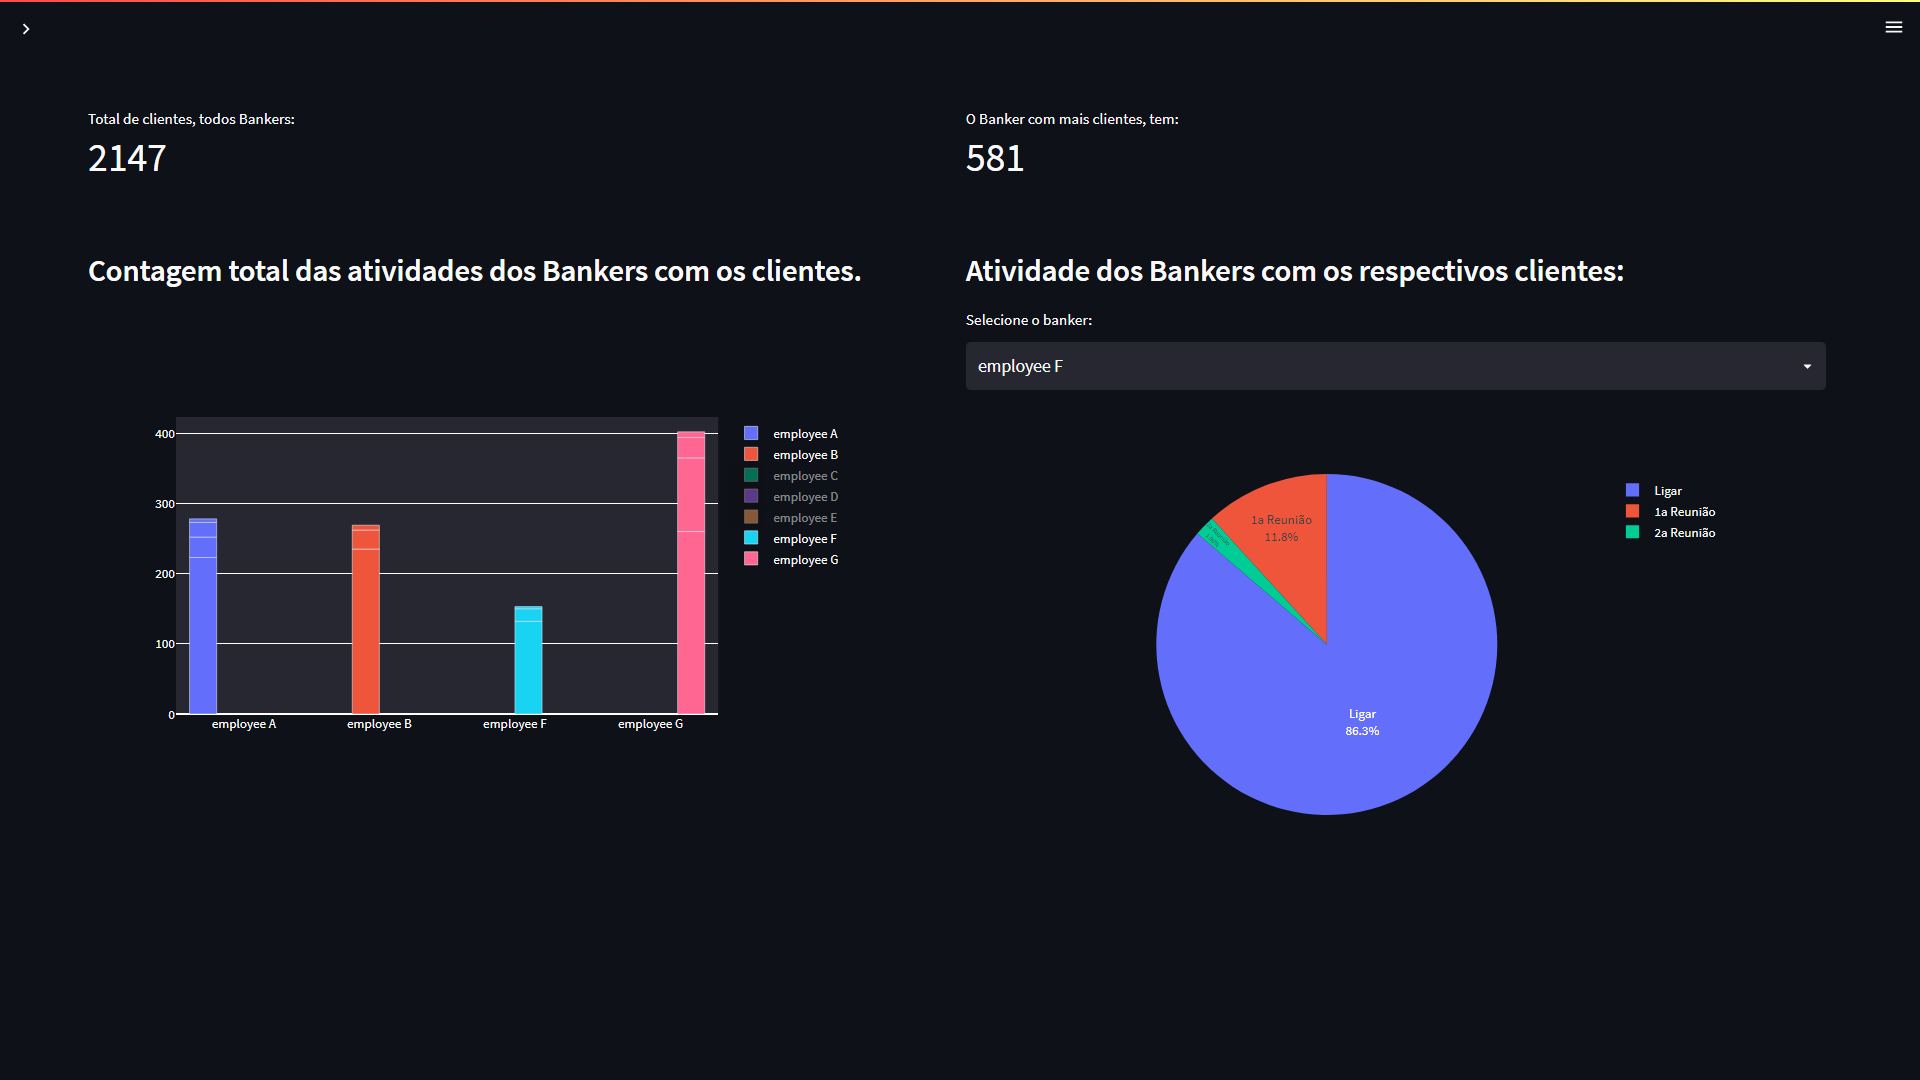 Total de clientes, todos Bankers:
2147
O Banker com mais clientes, tem:
581
Contagem total das atividades dos Bankers com os clientes.
Atividade dos Bankers com os respectivos clientes:
Selecione o banker:
employee F
400
300
200
100
0
employee A
employee B
employee F
employee G
employee A
employee B
employee C
employee D
employee E
employee F
employee G
1a Reunião
11.8%
Ligar
86.3%
Ligar
1a Reunião
2a Reunião